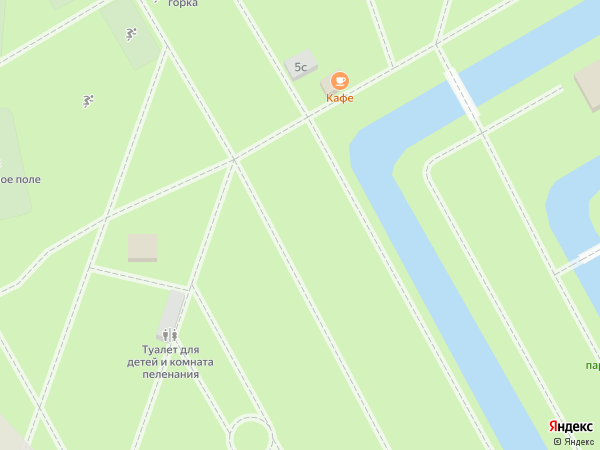 горка
5с
Кафе
ое поле
Туалет для
детей и комната
пеленания
пар
Яндекс
© Яндекс